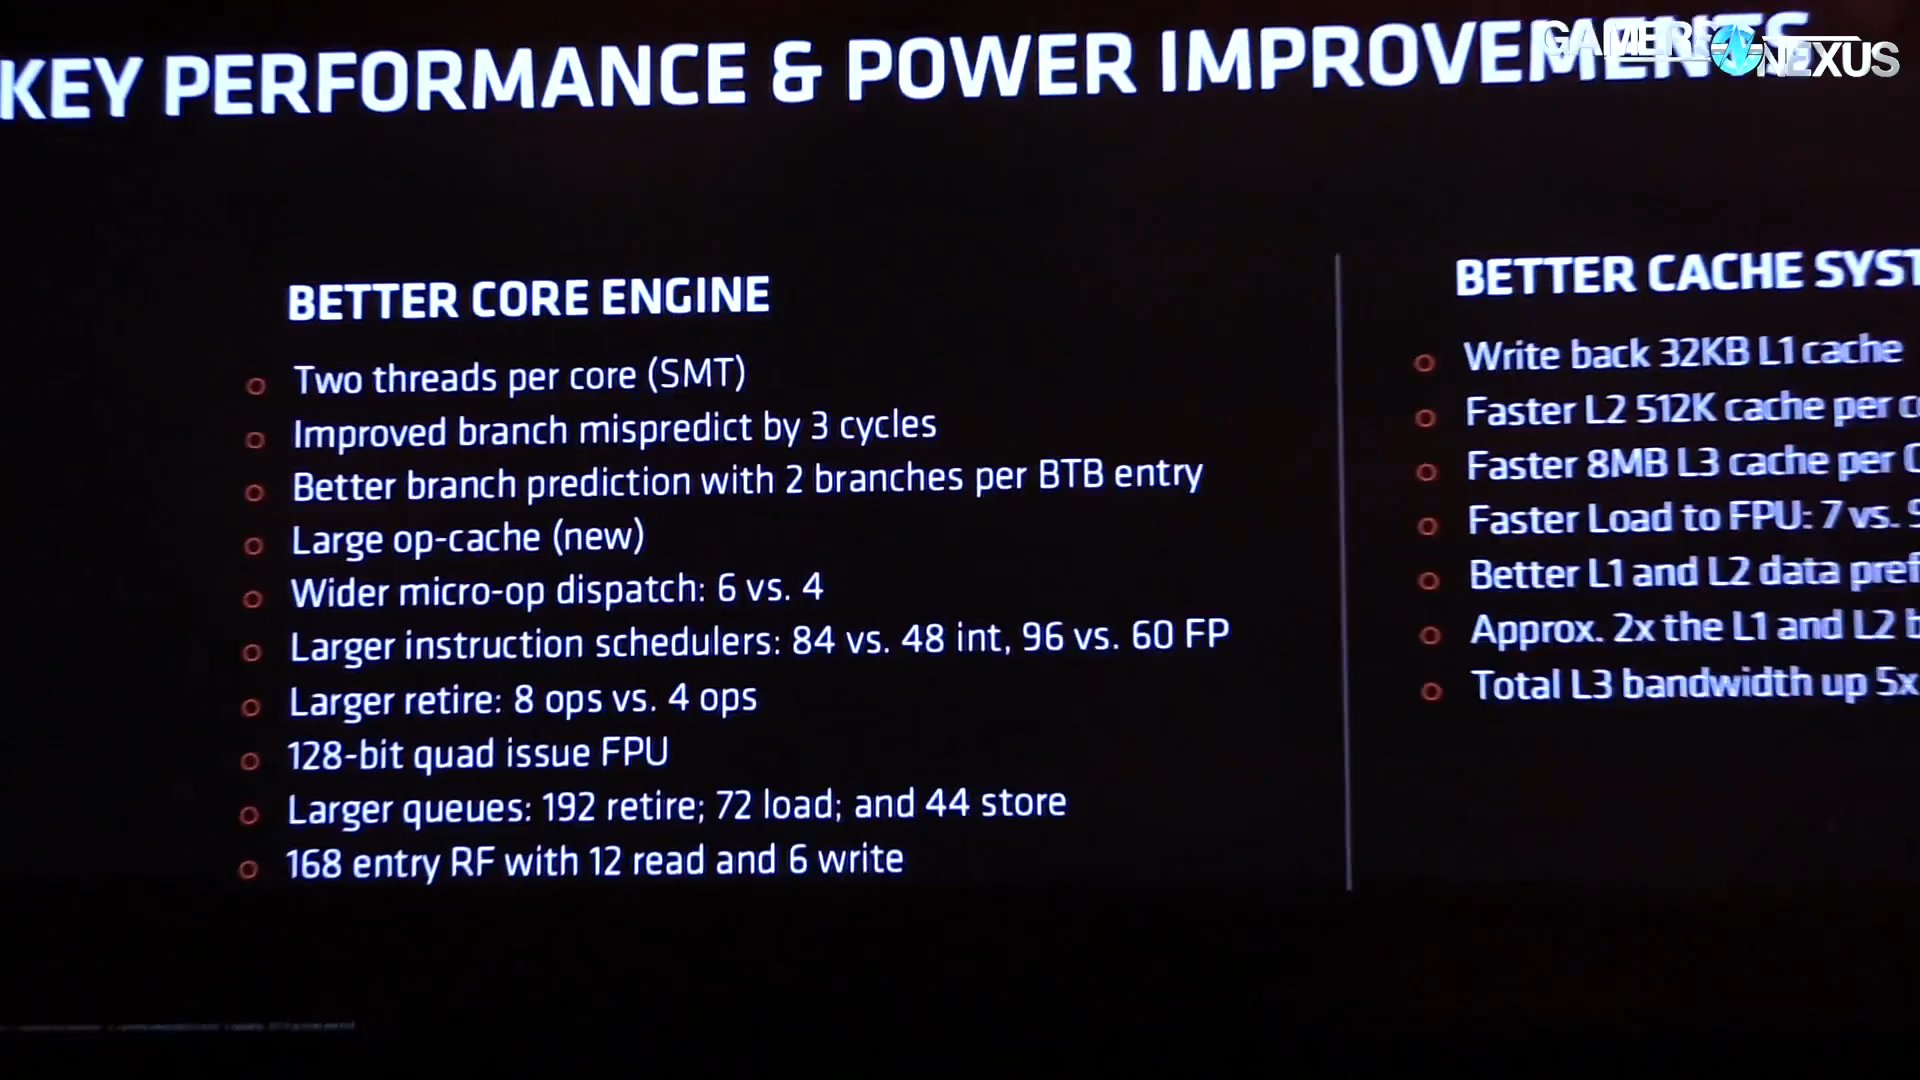 KEY PERFORMANCE & POWER IMPROVEMENTS
GAMERS NEXUS
BETTER CORE ENGINE
Two threads per core (SMT)
Improved branch mispredict by 3 cycles
Better branch prediction with 2 branches per BTB entry
Large op-cache (new)
Wider micro-op dispatch: 6 vs. 4
Larger instruction schedulers: 84 vs. 48 int, 96 vs. 60 FP
Larger retire: 8 ops vs. 4 ops
128-bit quad issue FPU
Larger queues: 192 retire; 72 load; and 44 store
168 entry RF with 12 read and 6 write
BETTER CACHE SYST
Write back 32KB L1 cache
Faster L2 512K cache per
Faster 8MB L3 cache per
Faster Load to FPU: 7 vs.
Better L1 and L2 data pref
Approx. 2x the L1 and L2
Total L3 bandwidth up 5x